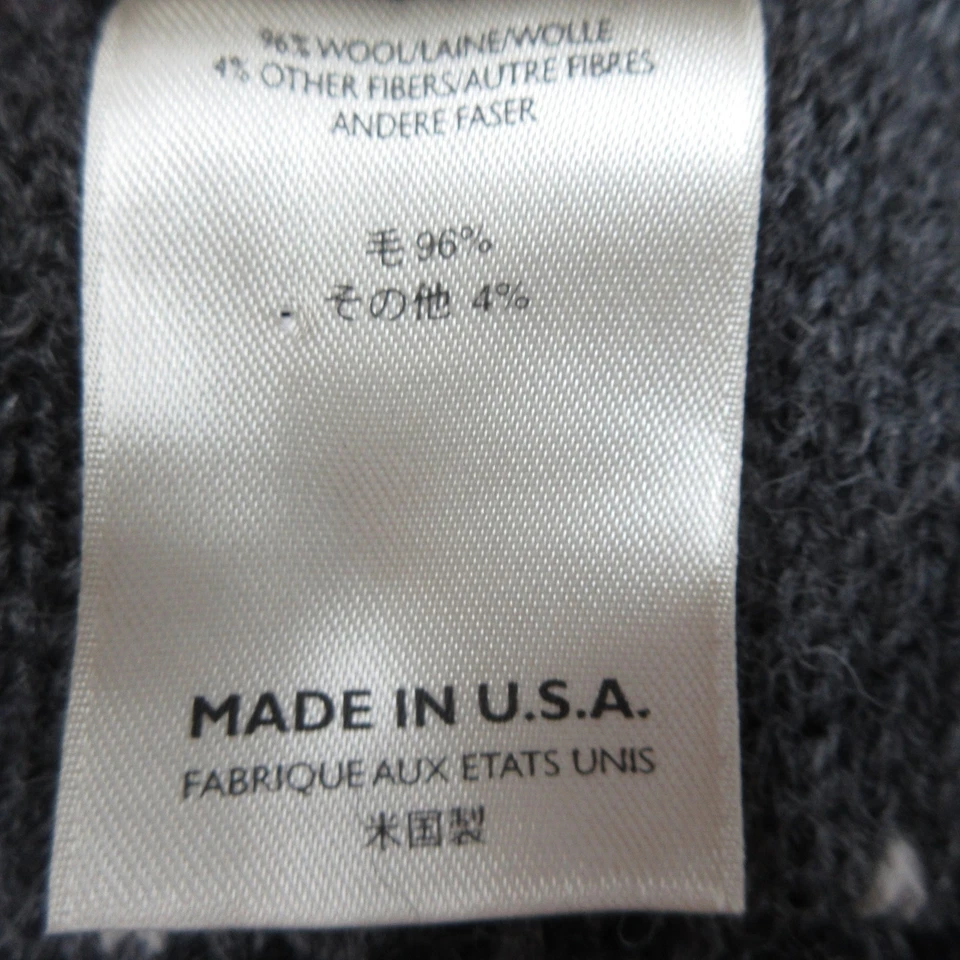 96% WOOL/LAINE/WOLLE
4% OTHER FIBERS/AUTRE FIBRES
ANDERE FASER
毛 96%
その他 4%
MADE IN U.S.A.
FABRIQUE AUX ETATS UNIS
米国製